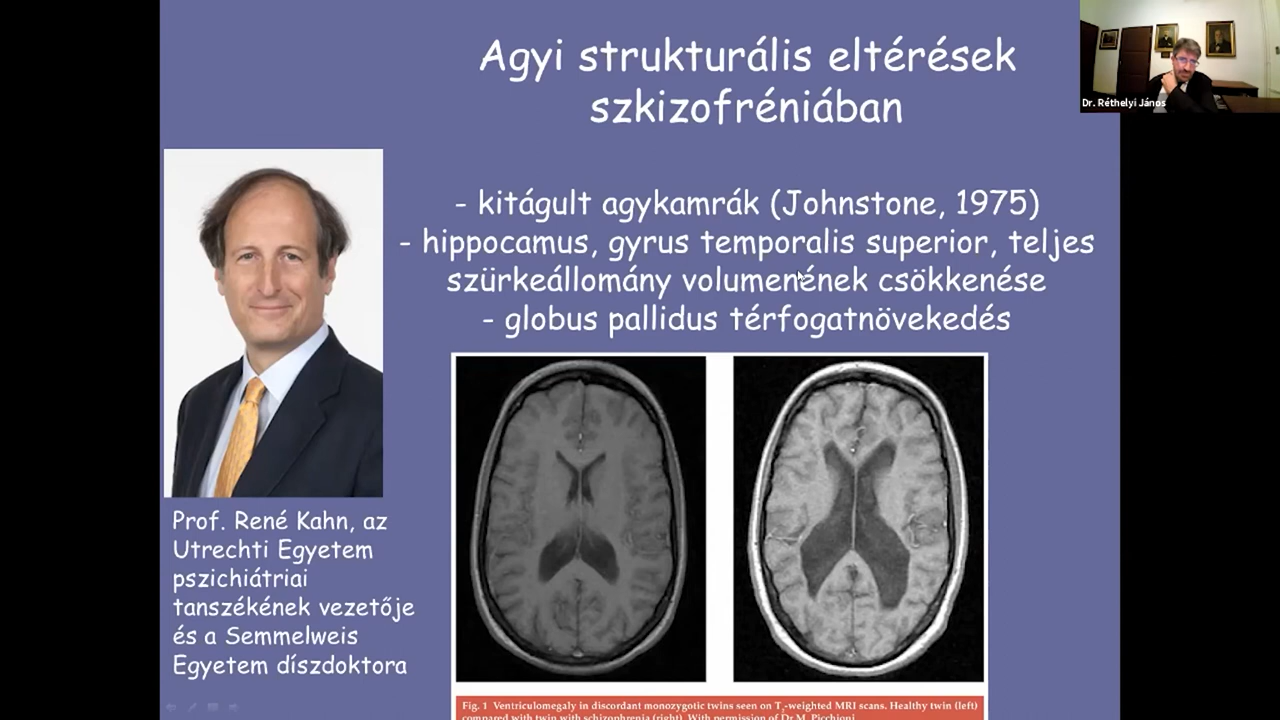 Agyi strukturális eltérések
szkizofréniában
Dr. Réthelyi János
- kitágult agykamrák (Johnstone, 1975)
- hippocamus, gyrus temporalis superior, teljes
szürkeállomány volumenének csökkenése
- globus pallidus térfogatnövekedés
Prof. René Kahn, az
Utrechti Egyetem
pszichiátriai
tanszékének vezetője
és a Semmelweis
Egyetem díszdoktora
Fig. 1 Ventriculomegaly in discordant monozygotic twins seen on T1-weighted MRI scans. Healthy twin (left)
compared with twin with schizophrenia (right). With permission of Dr M. Picchioni.